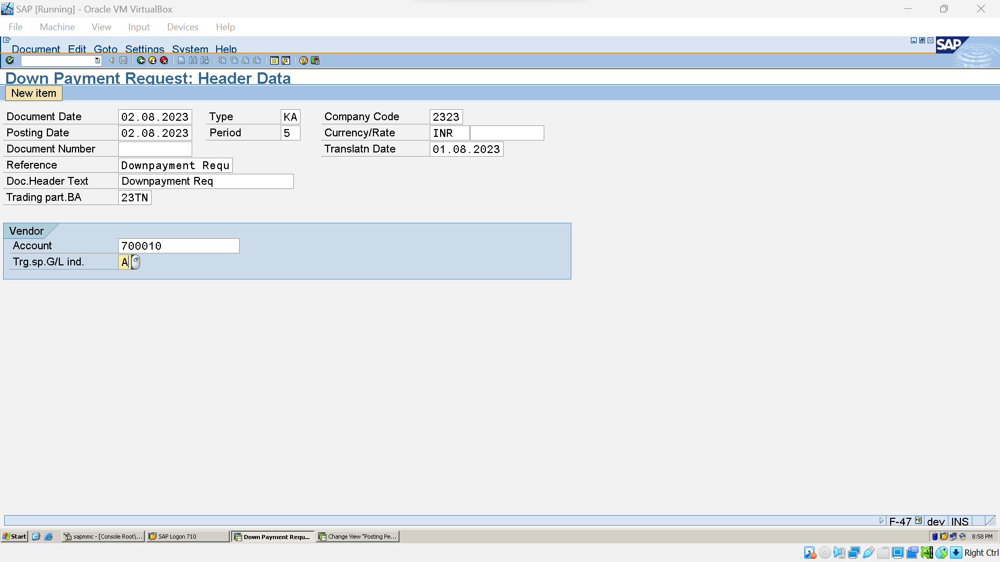 SAP [Running] - Oracle VM VirtualBox
File Machine View Input Devices Help
Document Edit Goto Settings System Help
SAP
Down Payment Request: Header Data
New item
Document Date 02.08.2023 Type KA Company Code 2323
Posting Date 02.08.2023 Period 5 Currency/Rate INR
Document Number Translatn Date 01.08.2023
Reference Downpayment Requ
Doc.Header Text Downpayment Req
Trading part.BA 23TN
Vendor
Account 700010
Trg.sp.G/L ind. A
F-47 dev INS
Start sapmmc - [Console Root\... SAP Logon 710 Down Payment Requ... Change View "Posting Pe... 8:58 PM
Right Ctrl